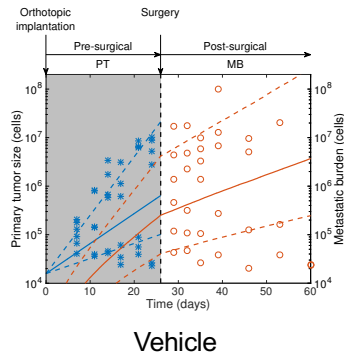 Orthotopic
implantation
Surgery
Pre-surgical
Post-surgical
PT
MB
Primary tumor size (cells)
10^8
10^7
10^6
10^5
10^4
10^8
10^7
10^6
10^5
10^4
Metastatic burden (cells)
0 10 20 30 40 50 60
Time (days)
Vehicle